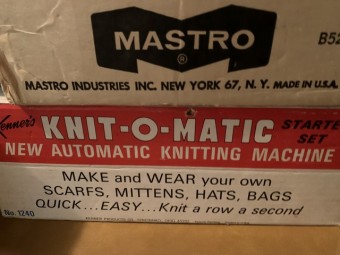 MASTRO
B52
MASTRO INDUSTRIES INC. NEW YORK 67, N. Y. MADE IN U.S.A.
Kenner's KNIT-O-MATIC STARTER SET
NEW AUTOMATIC KNITTING MACHINE
MAKE and WEAR your own
SCARFS, MITTENS, HATS, BAGS
QUICK...EASY...Knit a row a second
No. 1240